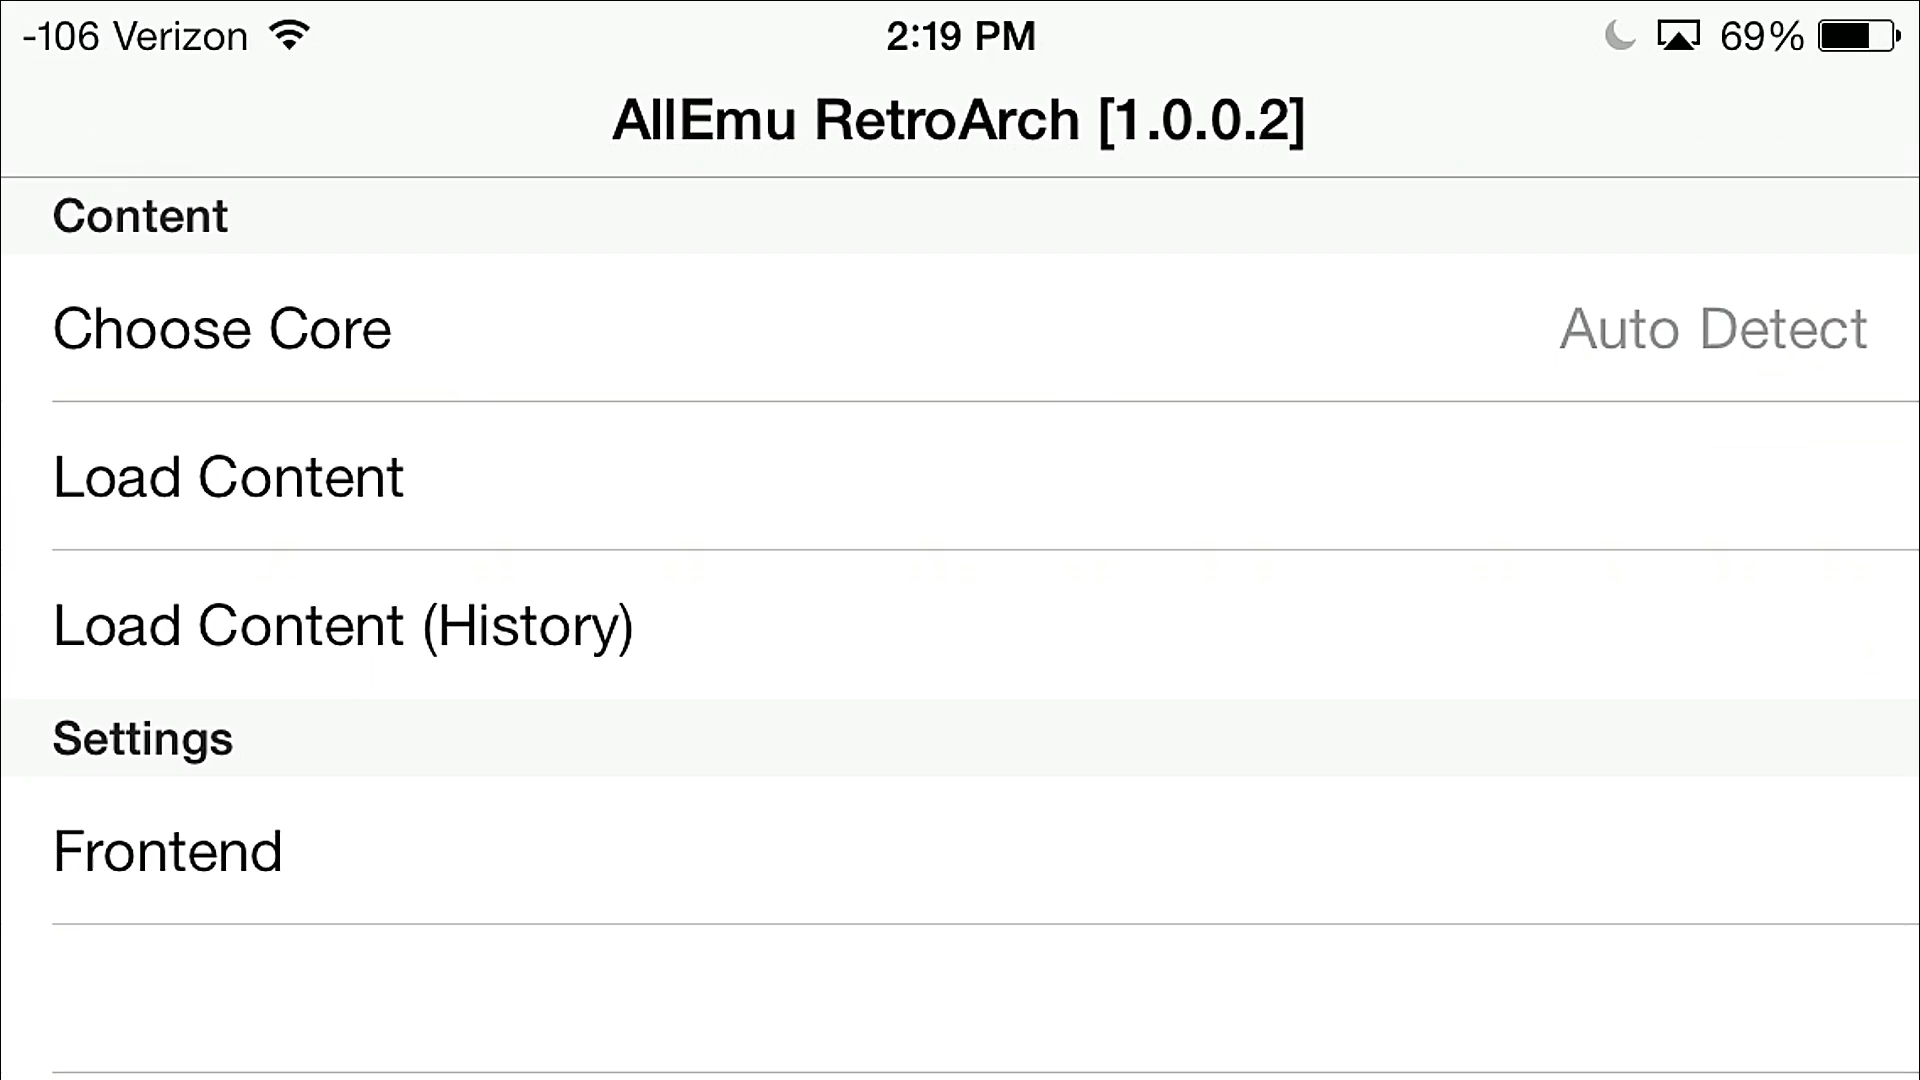 -106 Verizon 2:19 PM 69%
AllEmu RetroArch [1.0.0.2]
Content
Choose Core Auto Detect
Load Content
Load Content (History)
Settings
Frontend